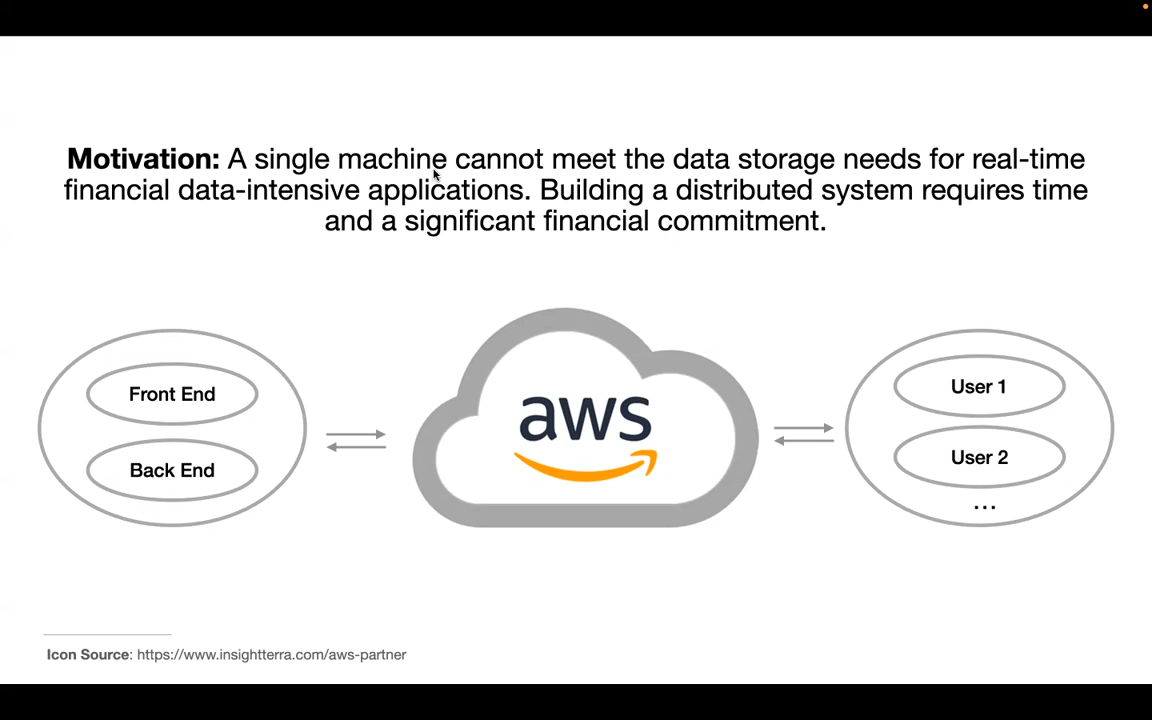 Motivation: A single machine cannot meet the data storage needs for real-time
financial data-intensive applications. Building a distributed system requires time
and a significant financial commitment.
Front End
Back End
aws
User 1
User 2
...
Icon Source: https://www.insightterra.com/aws-partner